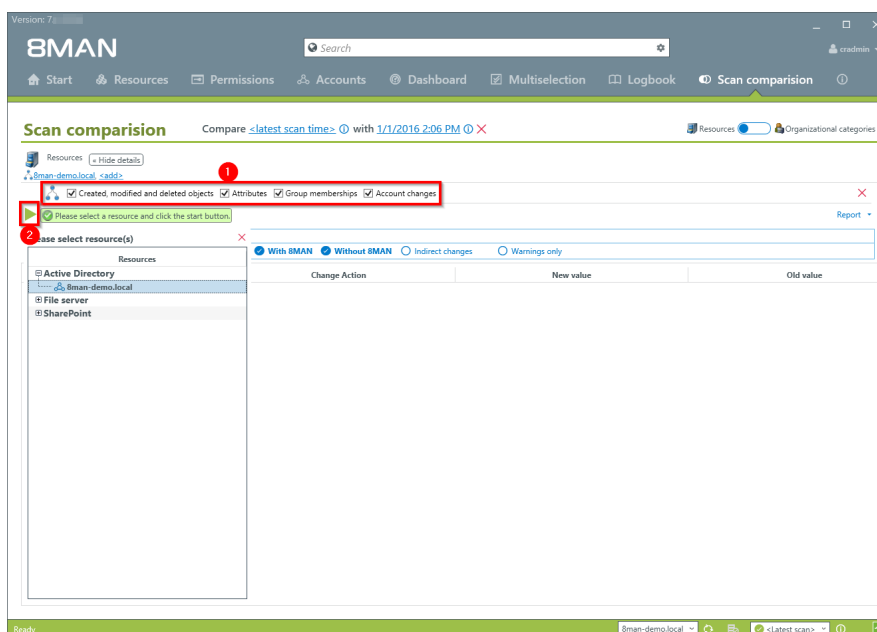 Version: 7
8MAN
Search
cradmin
Start Resources Permissions Accounts Dashboard Multiselection Logbook Scan comparision
Scan comparision Compare <latest scan time> with 1/1/2016 2:06 PM Resources Organizational categories
Resources « Hide details
8man-demo.local <add>
1
Created, modified and deleted objects Attributes Group memberships Account changes
Please select a resource and click the start button. Report
2
ease select resource(s)
With 8MAN Without 8MAN Indirect changes Warnings only
Resources
Change Action New value Old value
Active Directory
8man-demo.local
File server
SharePoint
Ready 8man-demo.local <Latest scan>